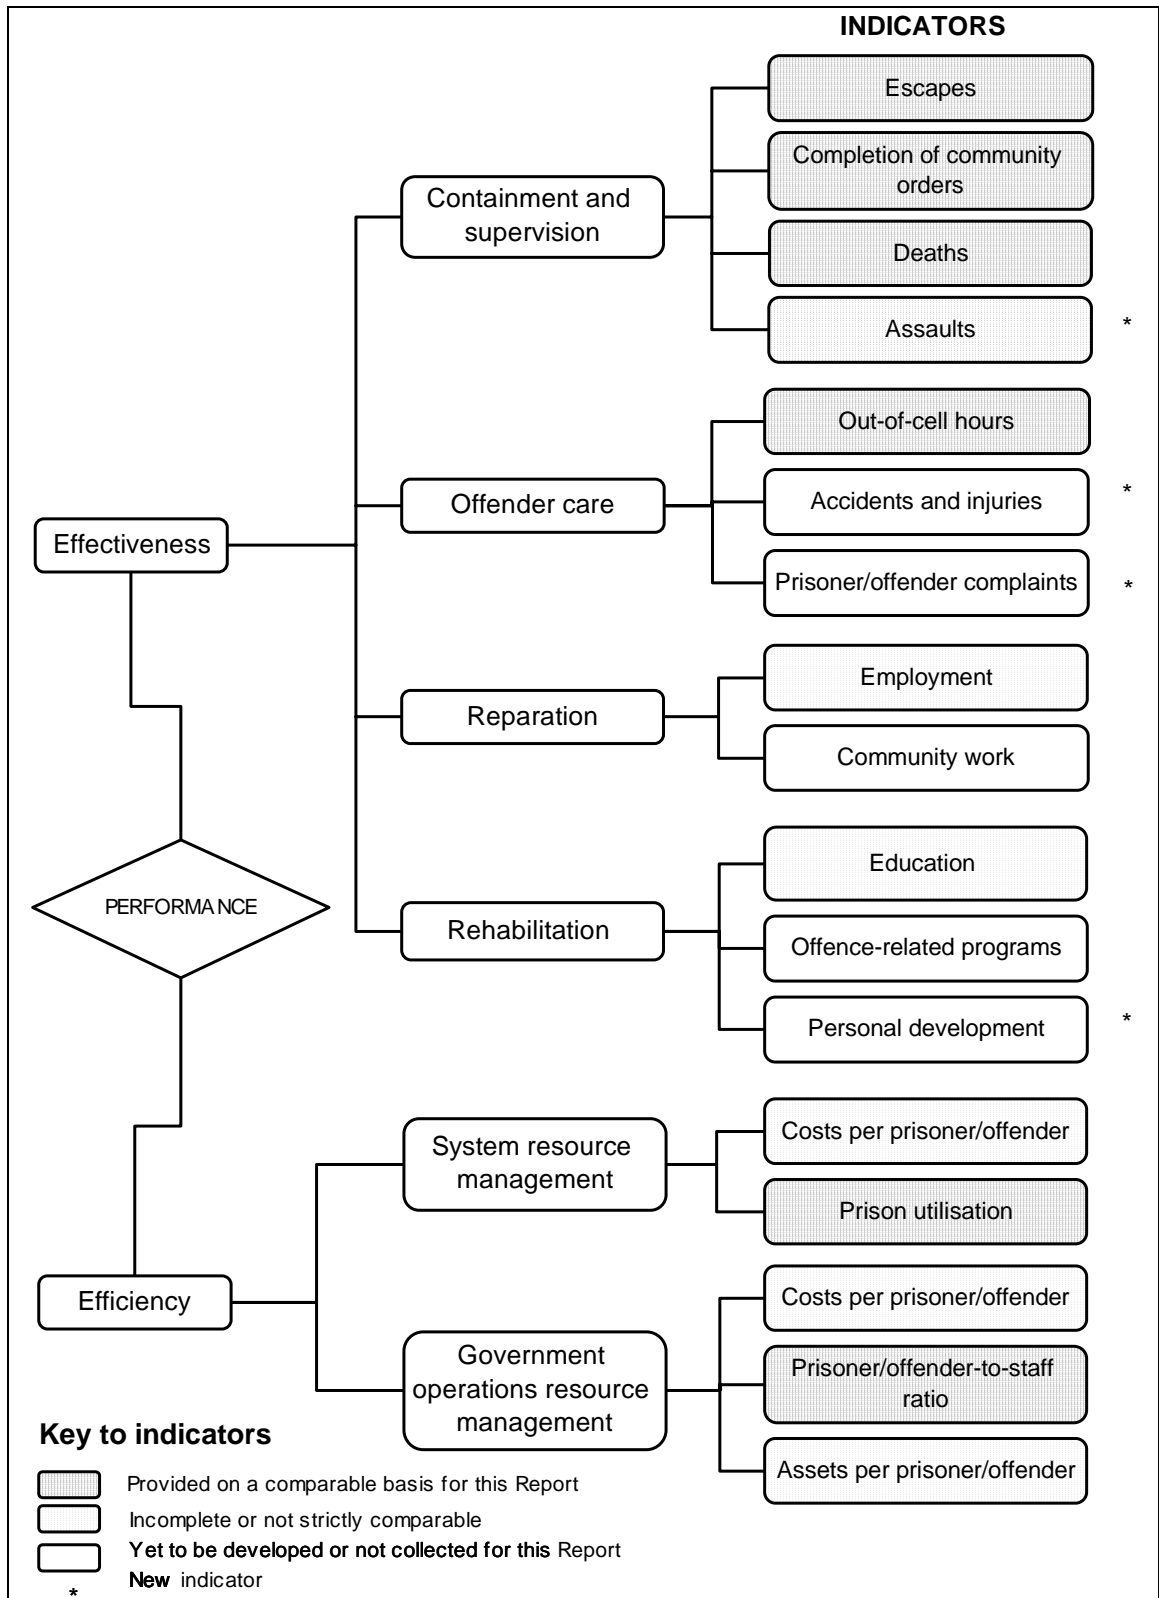 INDICATORS
Escapes
Completion of community
orders
Containment and
supervision
Deaths
Assaults
*
Out-of-cell hours
Offender care
Accidents and injuries
*
Effectiveness
Prisoner/offender complaints
*
Employment
Reparation
Community work
Education
PERFORMANCE
Rehabilitation
Offence-related programs
Personal development
*
Costs per prisoner/offender
System resource
management
Prison utilisation
Efficiency
Costs per prisoner/offender
Government
operations resource
management
Prisoner/offender-to-staff
ratio
Assets per prisoner/offender
Key to indicators
Provided on a comparable basis for this Report
Incomplete or not strictly comparable
Yet to be developed or not collected for this Report
* New indicator